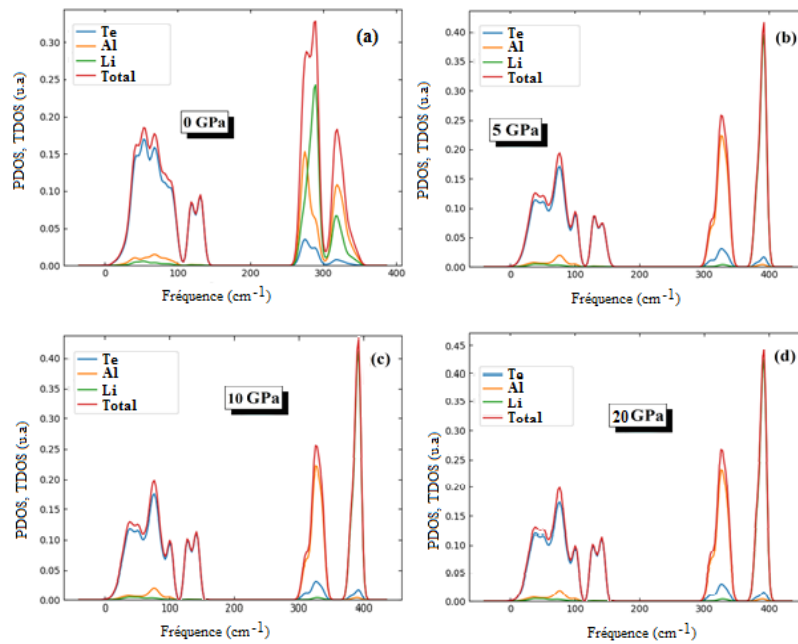 (a)
Te
Al
Li
Total
0 GPa
PDOS, TDOS (u.a)
0.30
0.25
0.20
0.15
0.10
0.05
0.00
0 100 200 300 400
Fréquence (cm-1)
(b)
Te
Al
Li
Total
5 GPa
PDOS, TDOS (u.a)
0.40
0.35
0.30
0.25
0.20
0.15
0.10
0.05
0.00
0 100 200 300 400
Fréquence (cm-1)
(c)
Te
Al
Li
Total
10 GPa
PDOS, TDOS (u.a)
0.40
0.35
0.30
0.25
0.20
0.15
0.10
0.05
0.00
0 100 200 300 400
Fréquence (cm-1)
(d)
Te
Al
Li
Total
20 GPa
PDOS, TDOS (u.a)
0.45
0.40
0.35
0.30
0.25
0.20
0.15
0.10
0.05
0.00
0 100 200 300 400
Fréquence (cm-1)